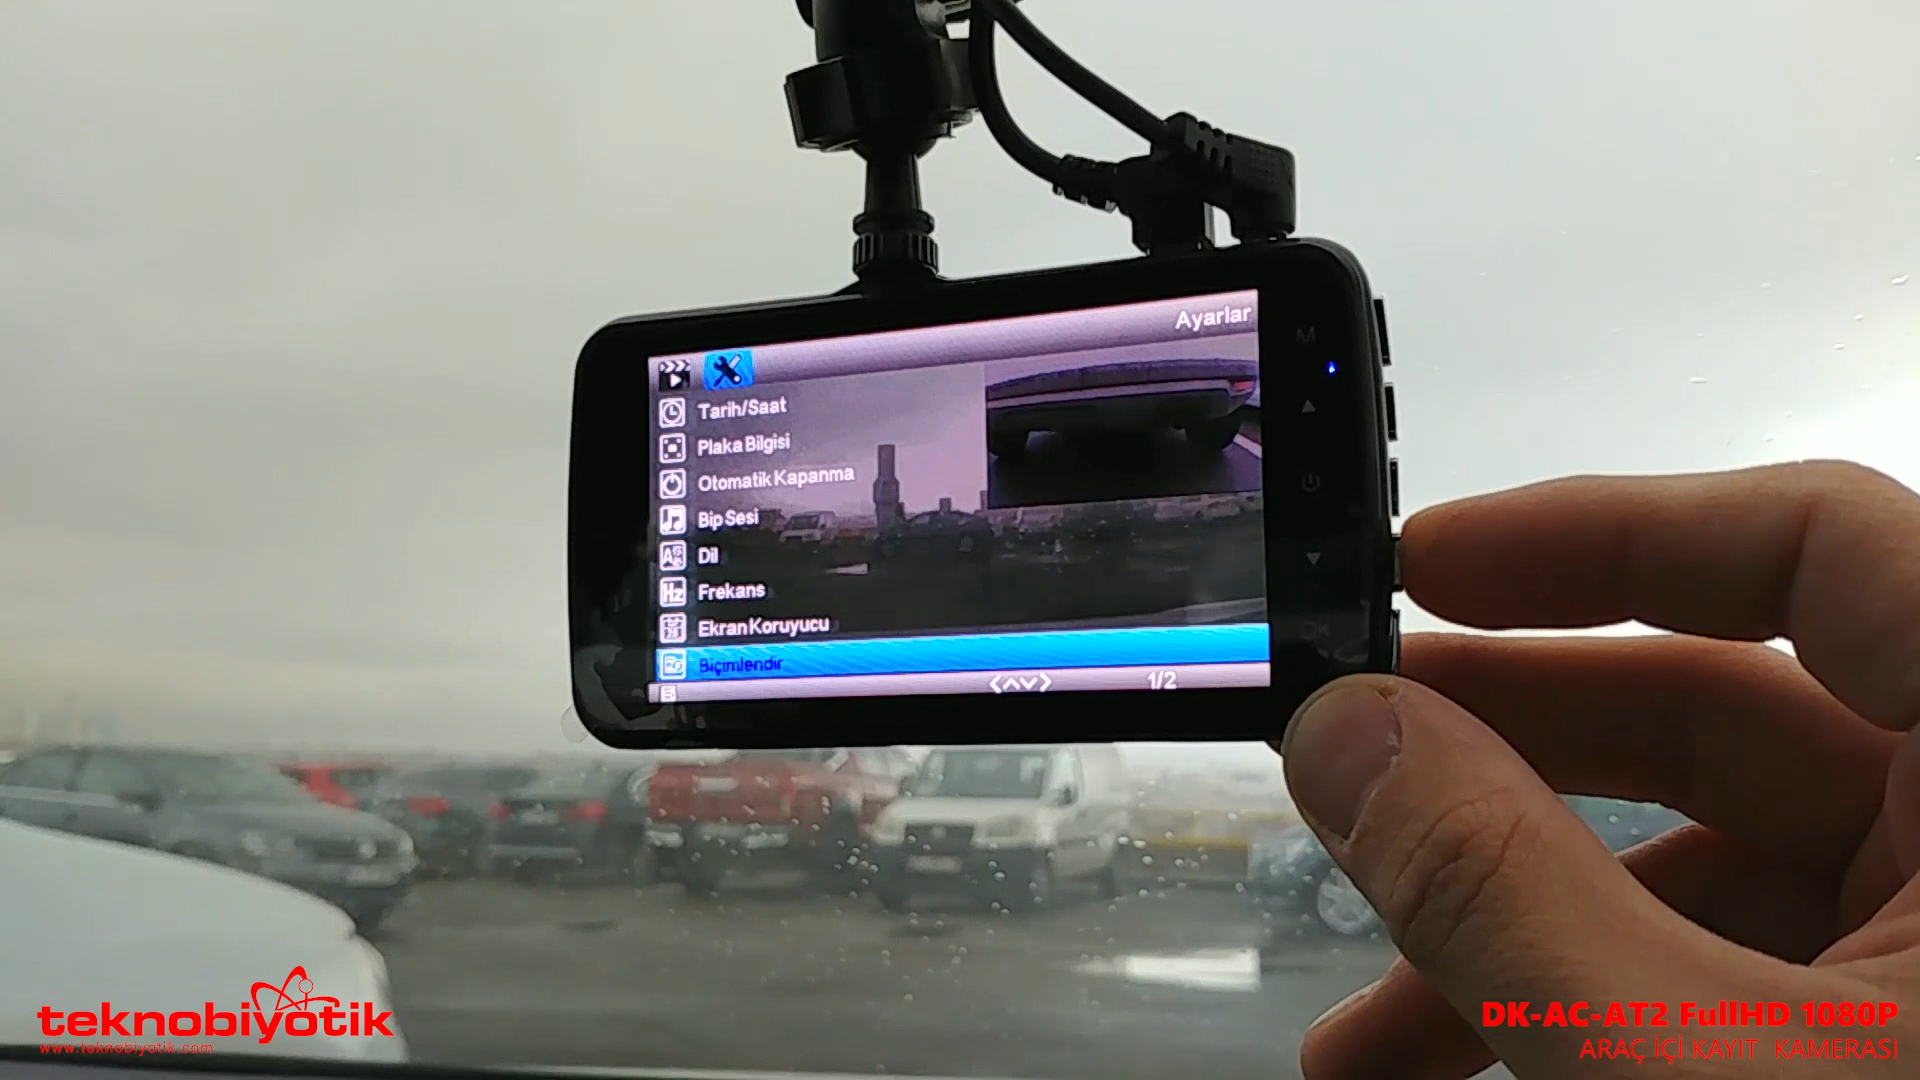 Ayarlar
Tarih/Saat
Plaka Bilgisi
Otomatik Kapanma
Bip Sesi
Dil
Hz Frekans
Ekran Koruyucu
Biçimlendir
1/2
M
OK
teknobiyotik
www.teknobiyotik.com
DK-AC-AT2 FullHD 1080P
ARAÇ İÇİ KAYIT KAMERASI